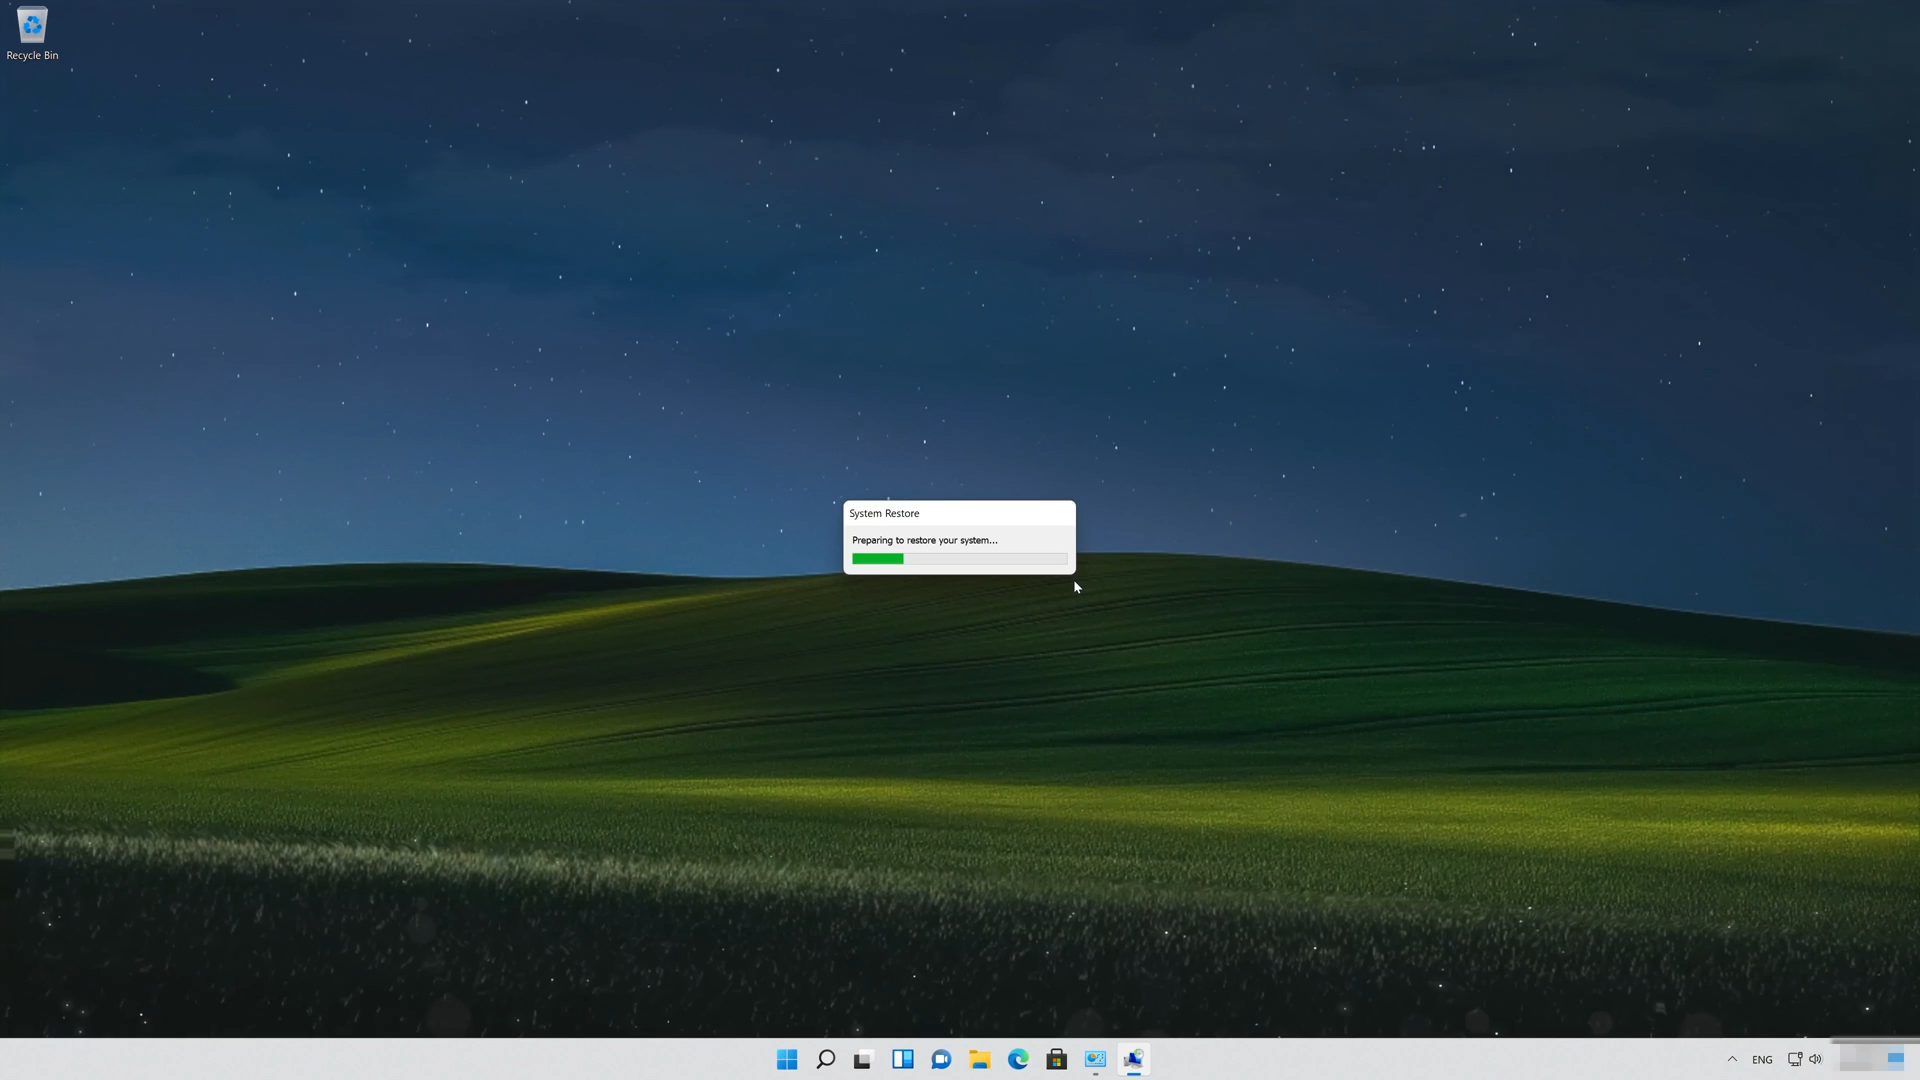 Recycle Bin
System Restore
Preparing to restore your system...
ENG